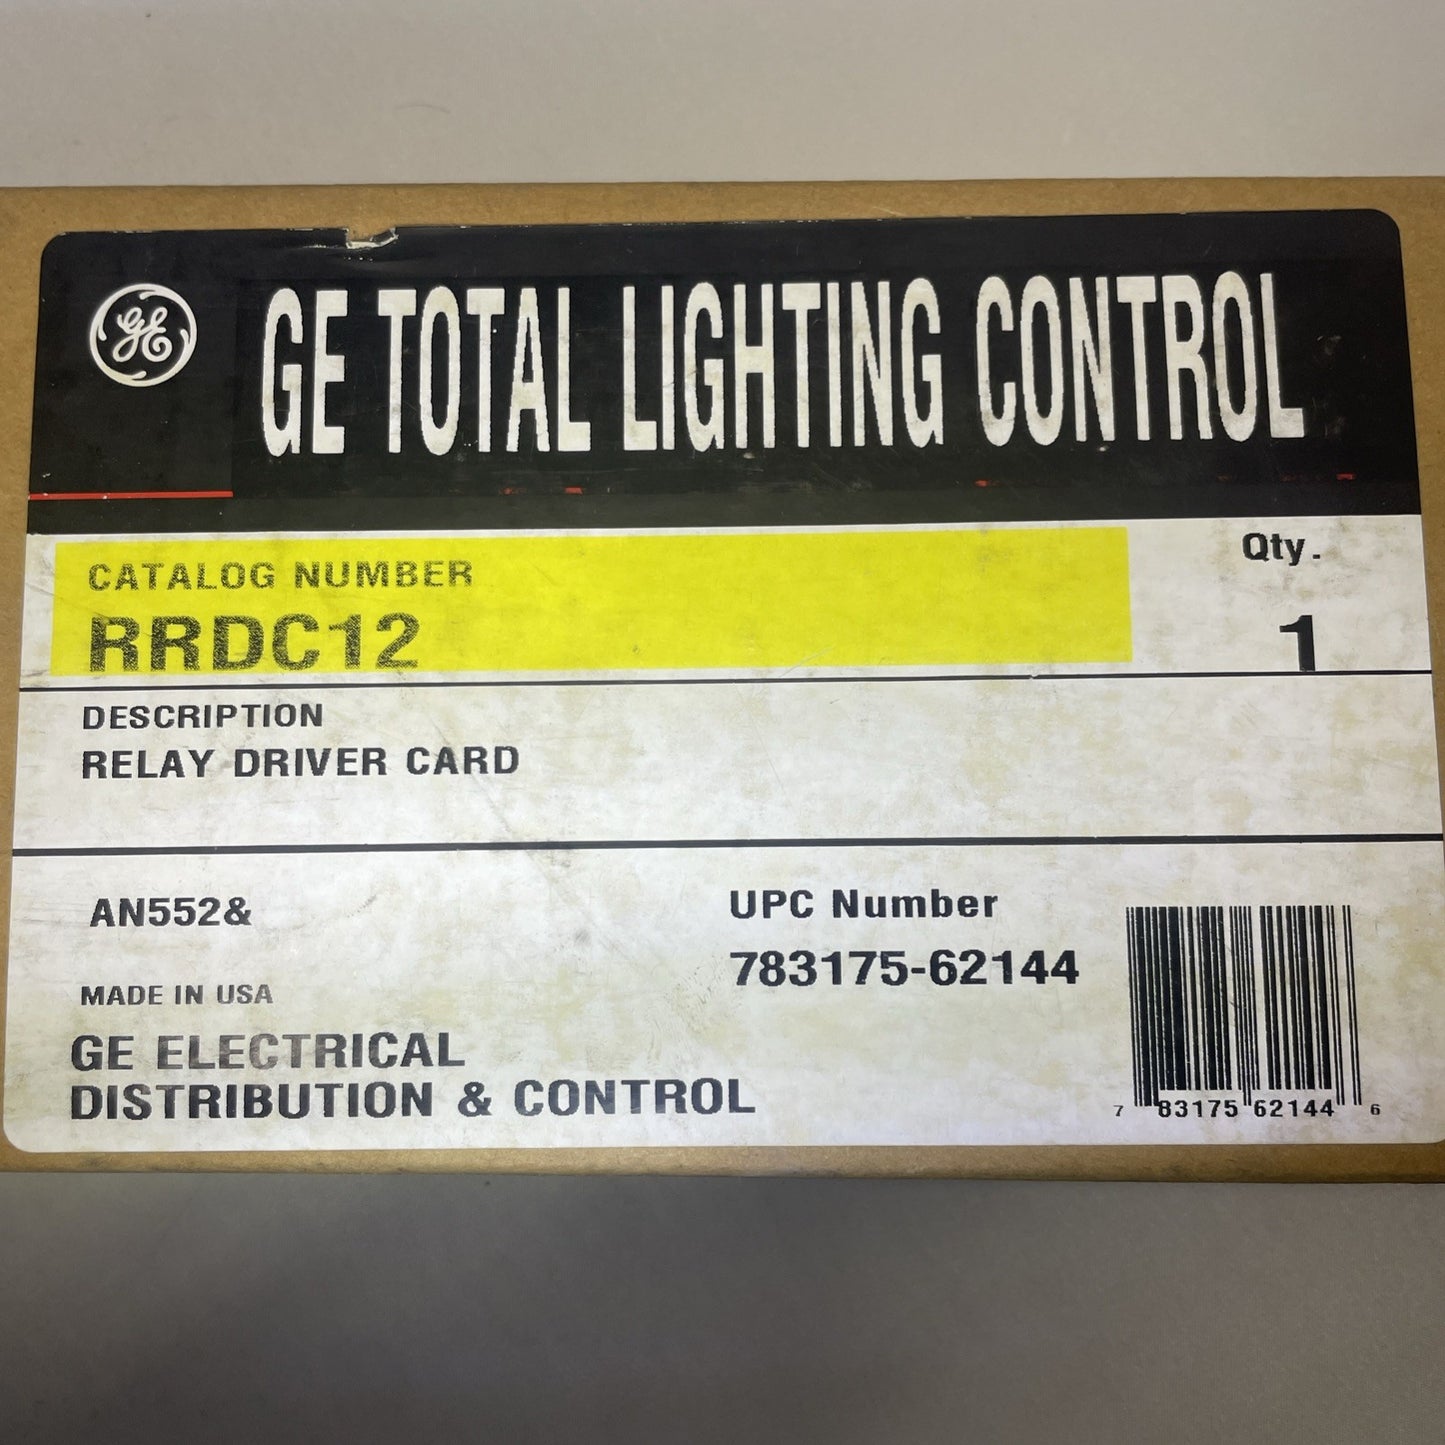 GE
GE TOTAL LIGHTING CONTROL
CATALOG NUMBER
RRDC12
Qty.
1
DESCRIPTION
RELAY DRIVER CARD
AN552&
UPC Number
783175-62144
MADE IN USA
GE ELECTRICAL
DISTRIBUTION & CONTROL
7 83175 62144 6